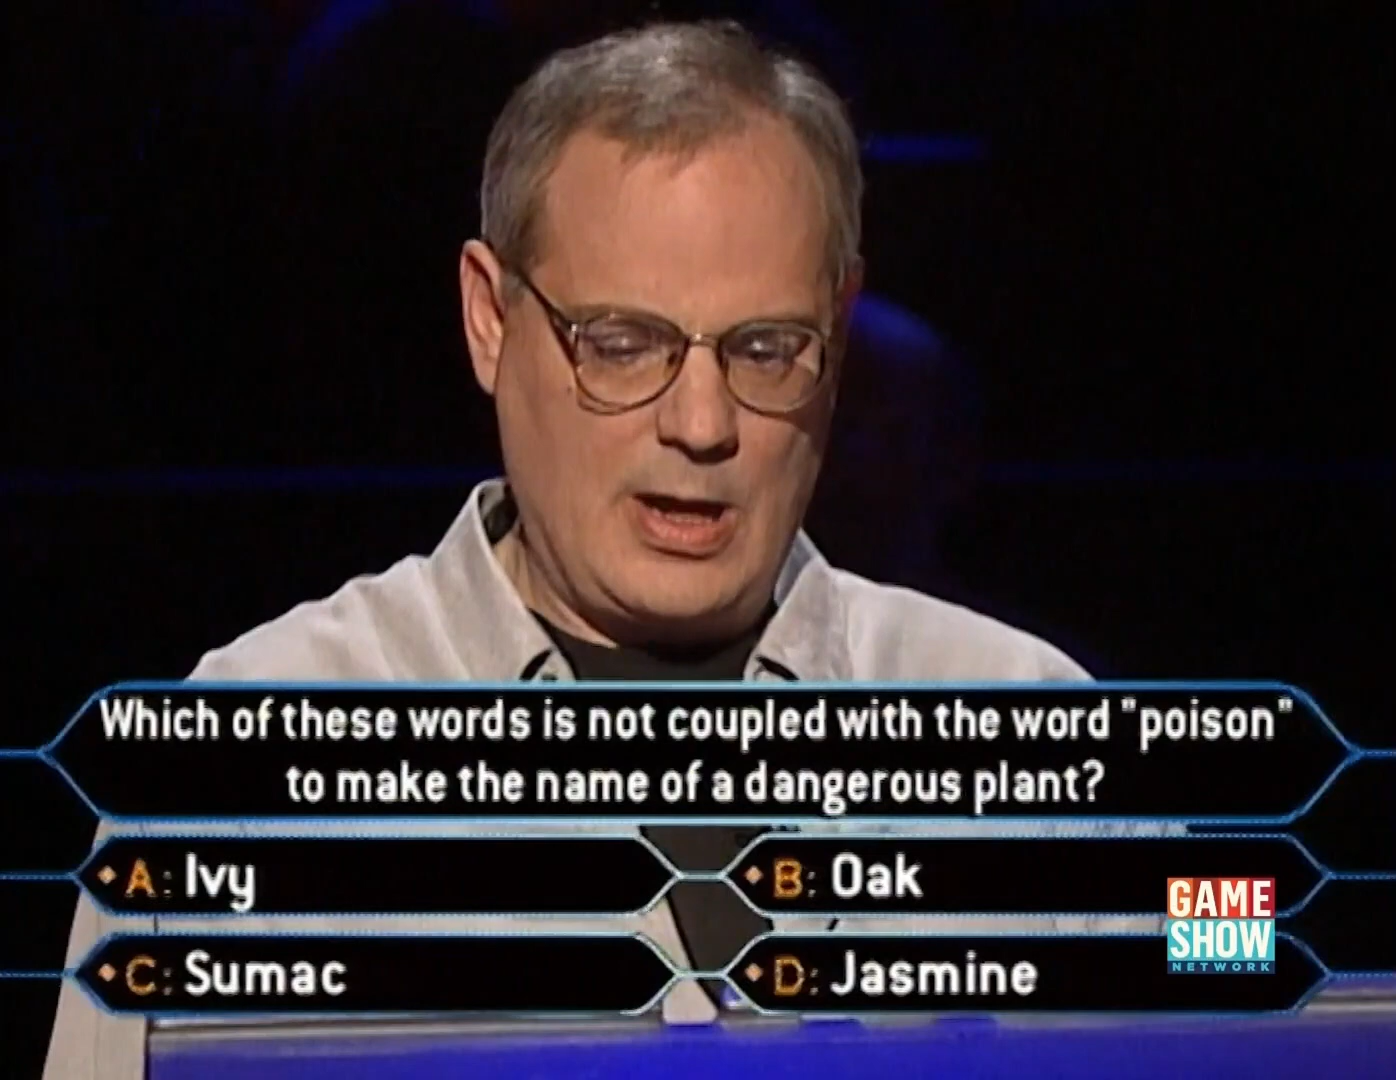 Which of these words is not coupled with the word "poison"
to make the name of a dangerous plant?
A: Ivy
B: Oak
C: Sumac
D: Jasmine
GAME
SHOW
NETWORK